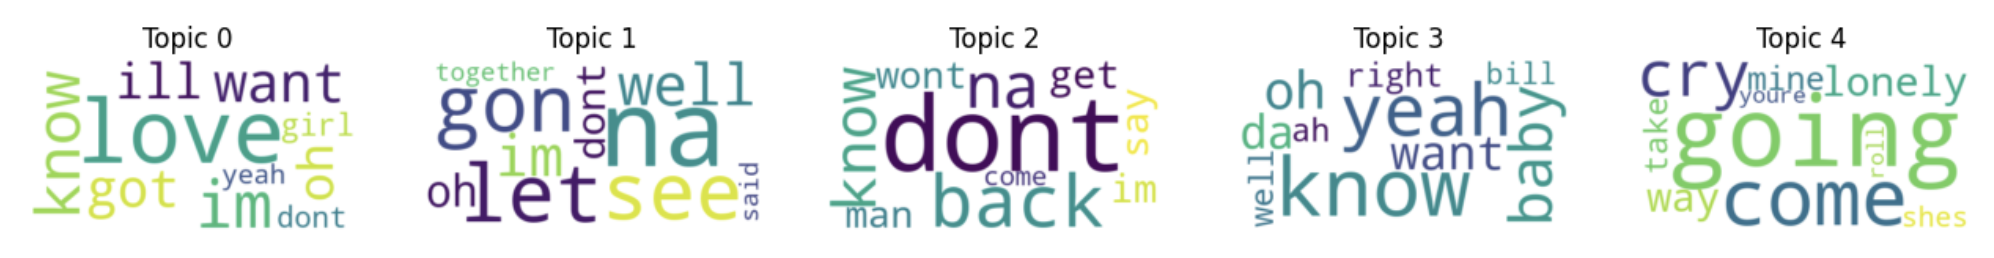 Topic 0
know
ill want
love
girl
got
yeah
oh
im
dont
Topic 1
together
gon
dont
well
na
im
oh
let
see
said
Topic 2
know
wont
na
get
dont
say
come
back
im
man
Topic 3
oh
right
bill
yeah
baby
da
ah
want
well
know
Topic 4
cry
mine
lonely
youre
take
going
roll
way
come
shes